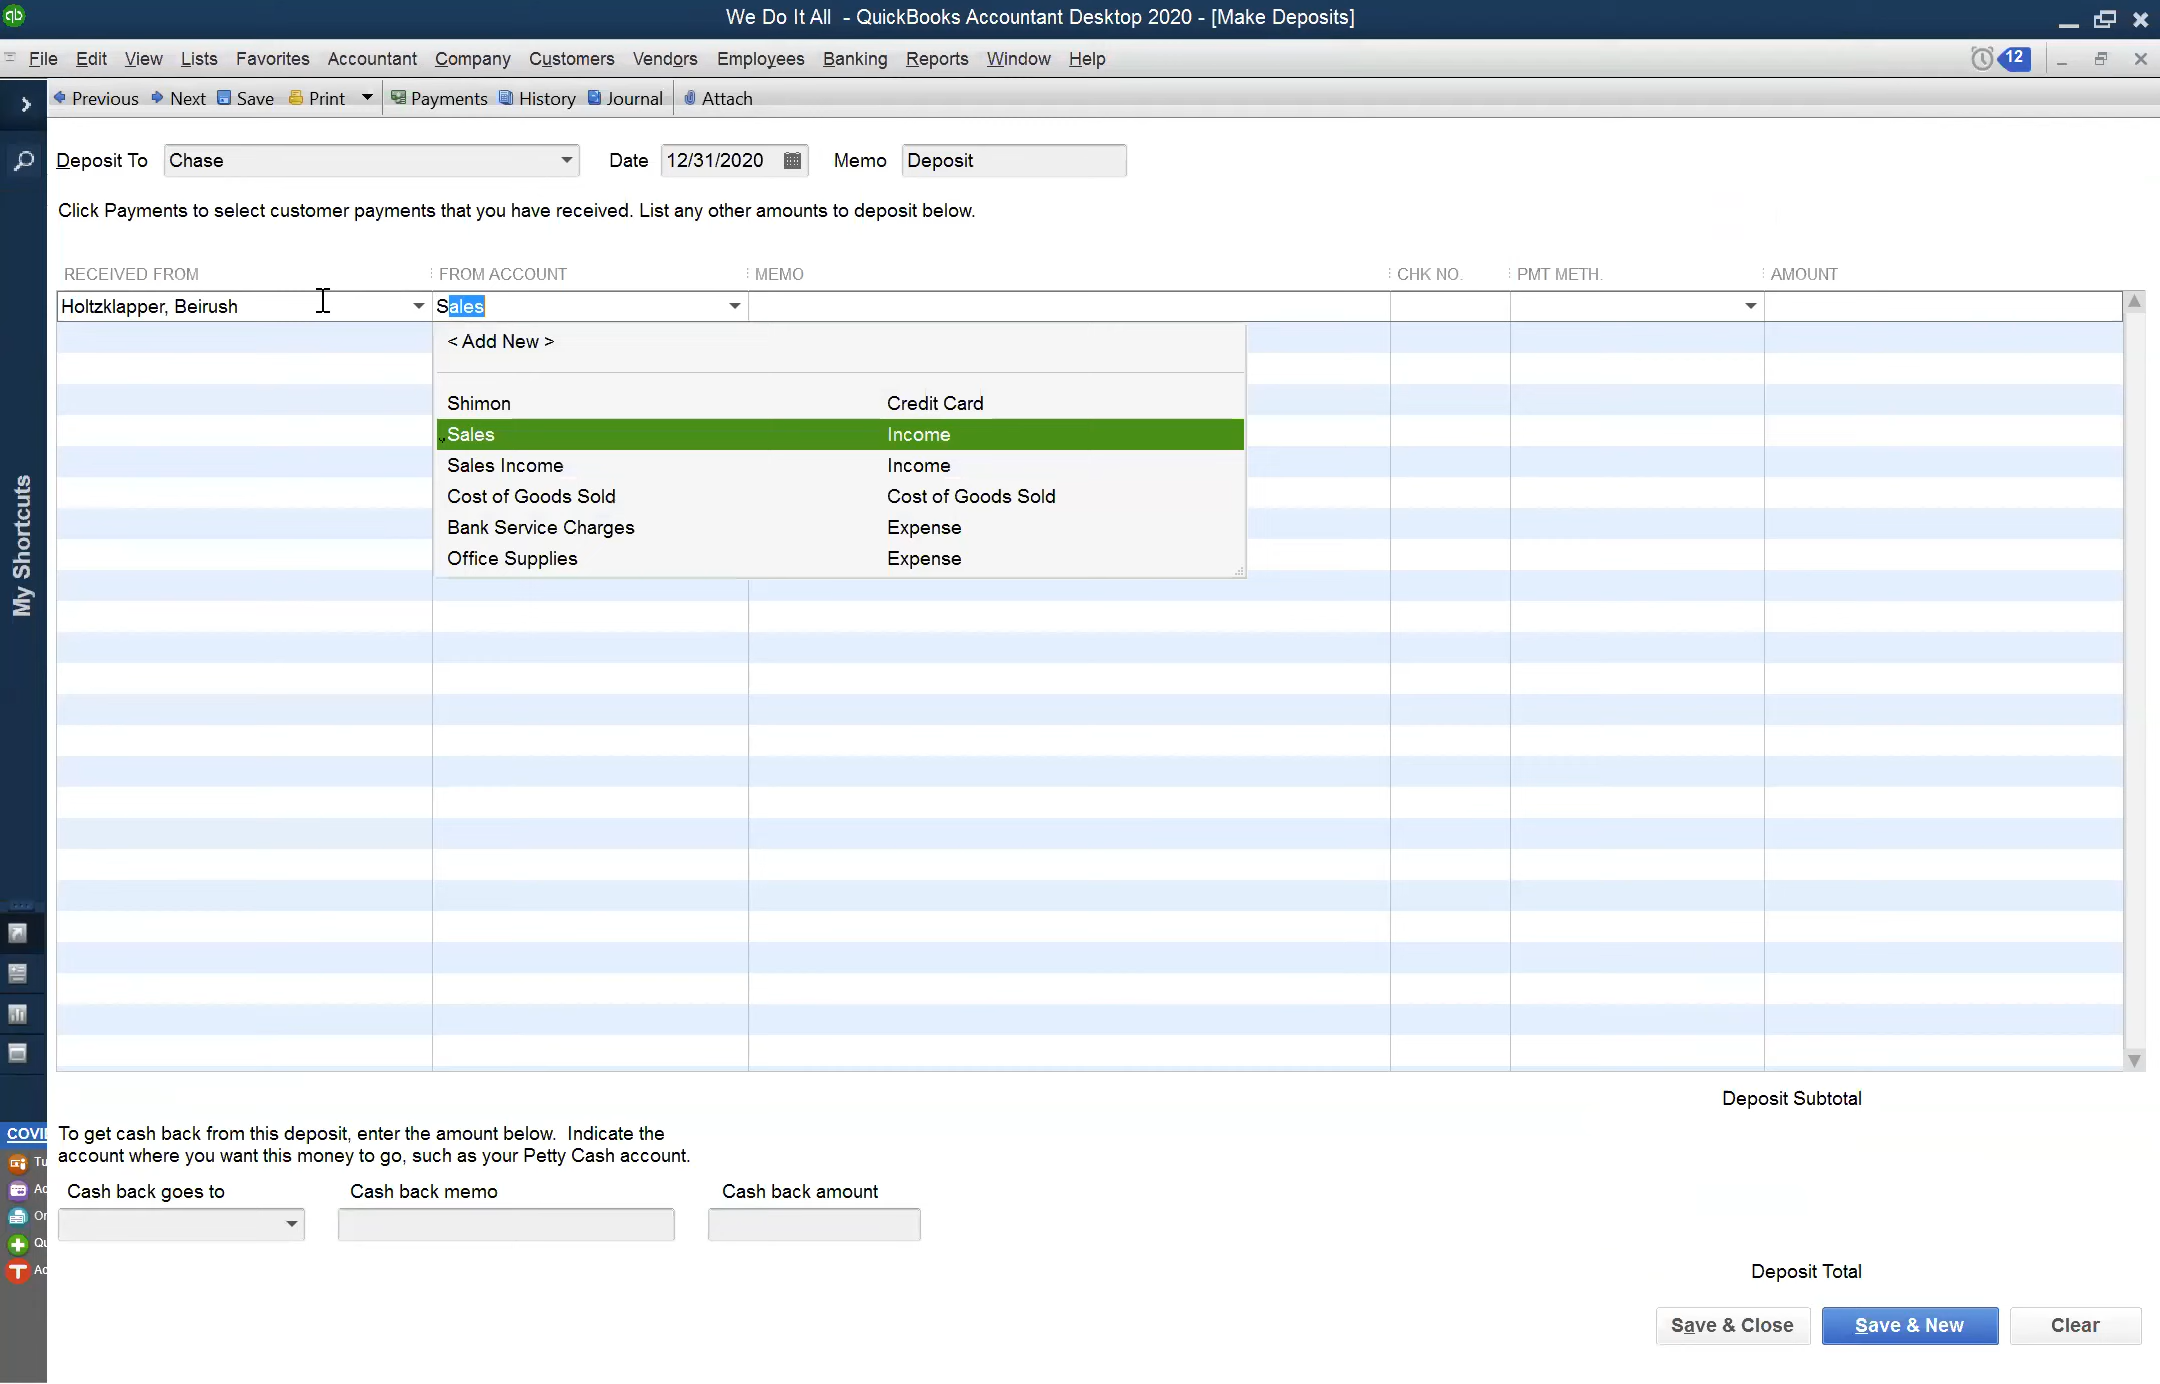 qb
We Do It All - QuickBooks Accountant Desktop 2020 - [Make Deposits]
File Edit View Lists Favorites Accountant Company Customers Vendors Employees Banking Reports Window Help 12
Previous Next Save Print Payments History Journal Attach
Deposit To Chase Date 12/31/2020 Memo Deposit
Click Payments to select customer payments that you have received. List any other amounts to deposit below.
RECEIVED FROM FROM ACCOUNT MEMO CHK NO. PMT METH. AMOUNT
Holtzklapper, Beirush Sales
< Add New >
Shimon Credit Card
Sales Income
Sales Income Income
Cost of Goods Sold Cost of Goods Sold
Bank Service Charges Expense
Office Supplies Expense
My Shortcuts
Deposit Subtotal
COVI
To get cash back from this deposit, enter the amount below. Indicate the
account where you want this money to go, such as your Petty Cash account.
Tu
Ac
Or
Qu
Ac
Cash back goes to Cash back memo Cash back amount
Deposit Total
Save & Close Save & New Clear